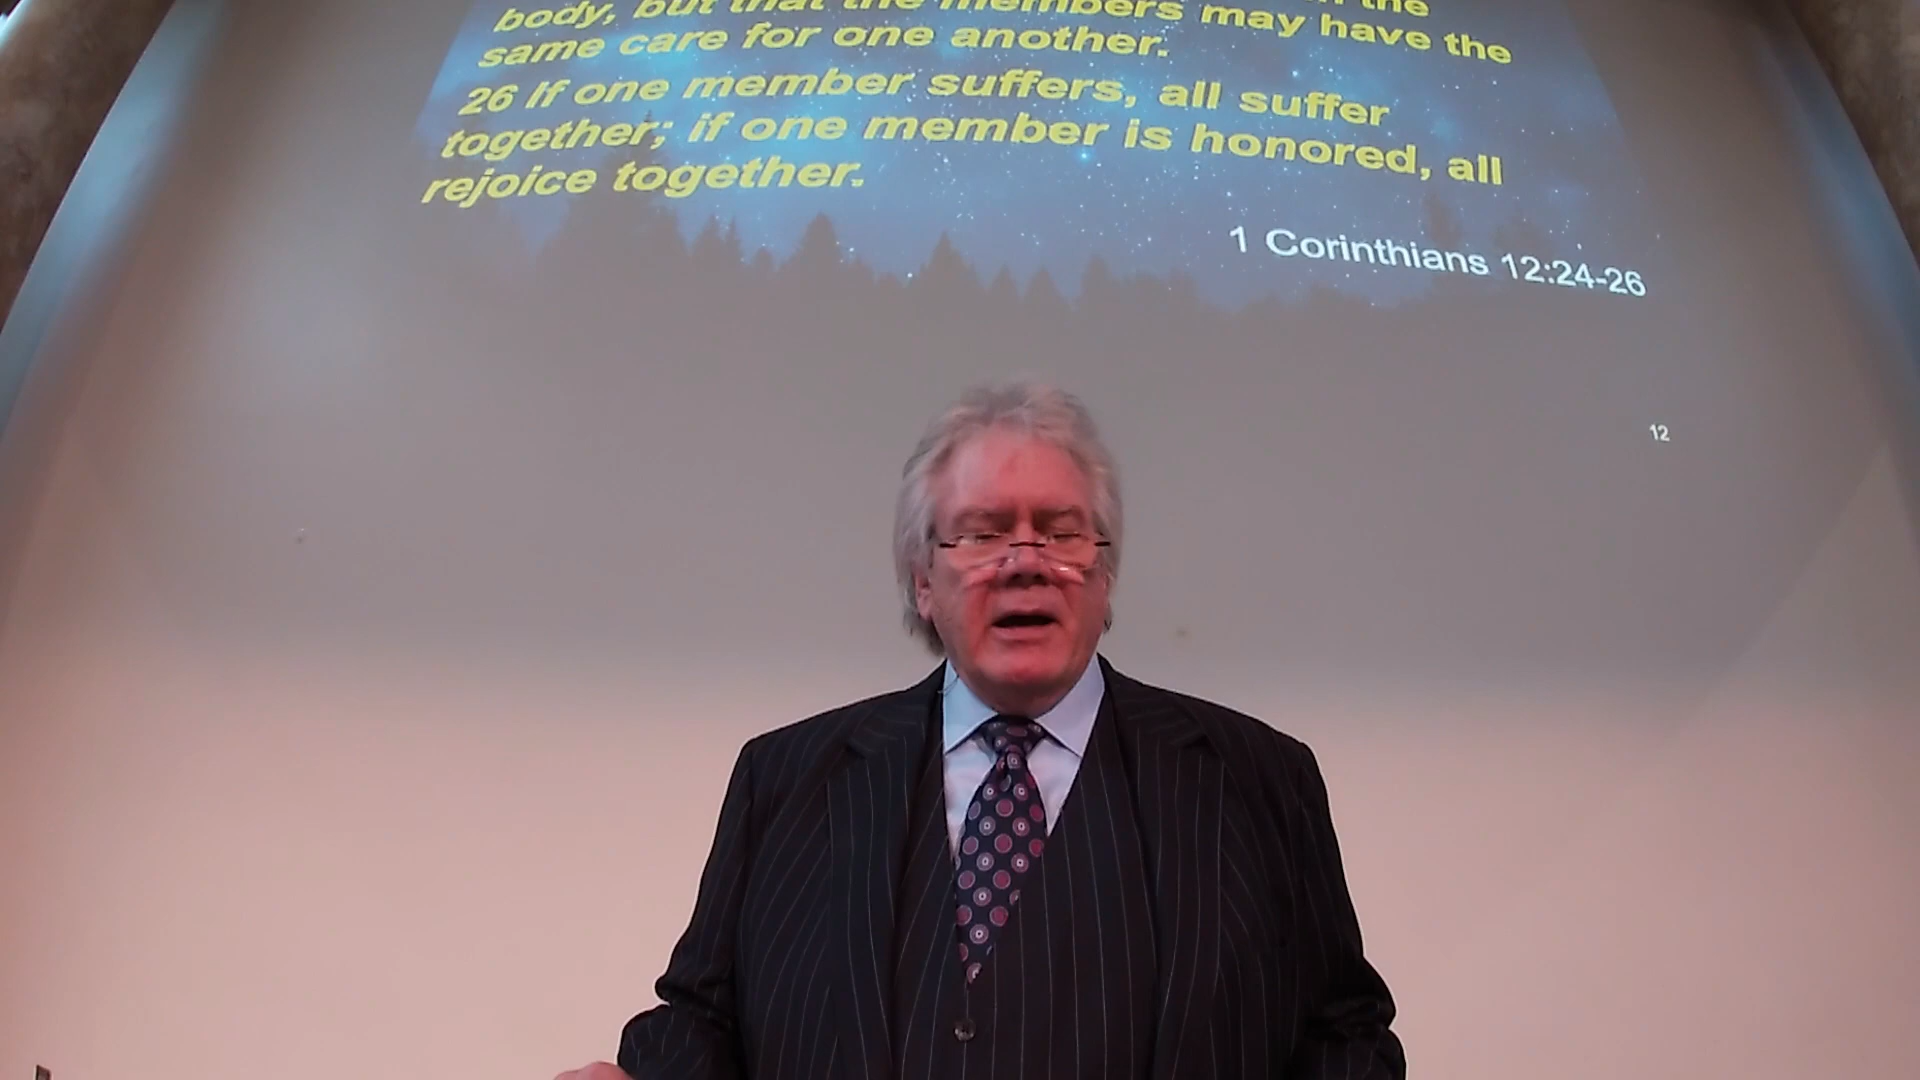 the
body, but that the members may have the
same care for one another.
26 If one member suffers, all suffer
together; if one member is honored, all
rejoice together.
1 Corinthians 12:24-26
12